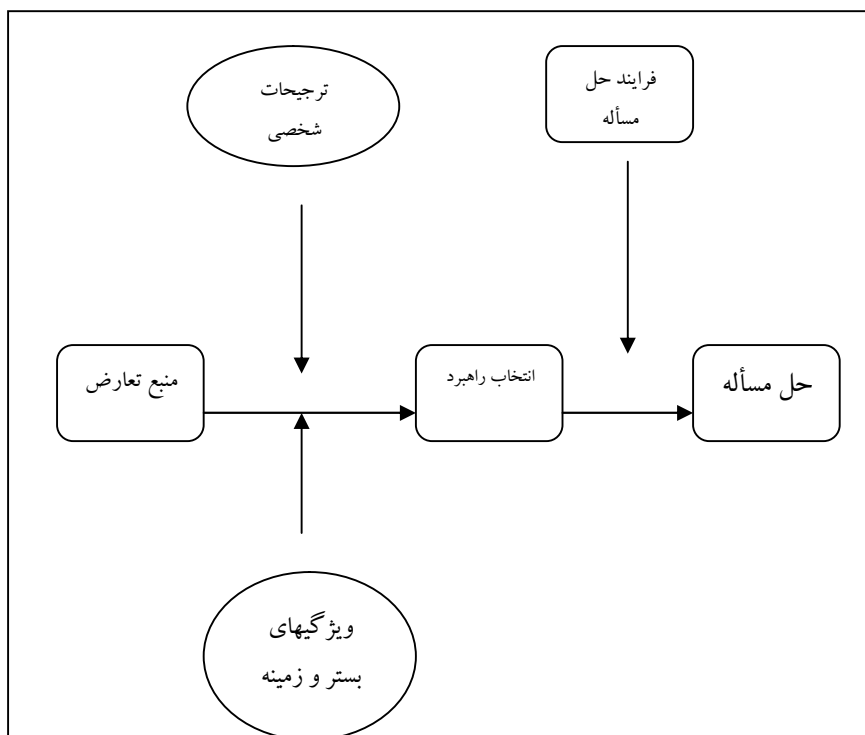 ترجیحات
شخصی
فرایند حل
مسأله
منبع تعارض
انتخاب راهبرد
حل مسأله
ویژگیهای
بستر و زمینه